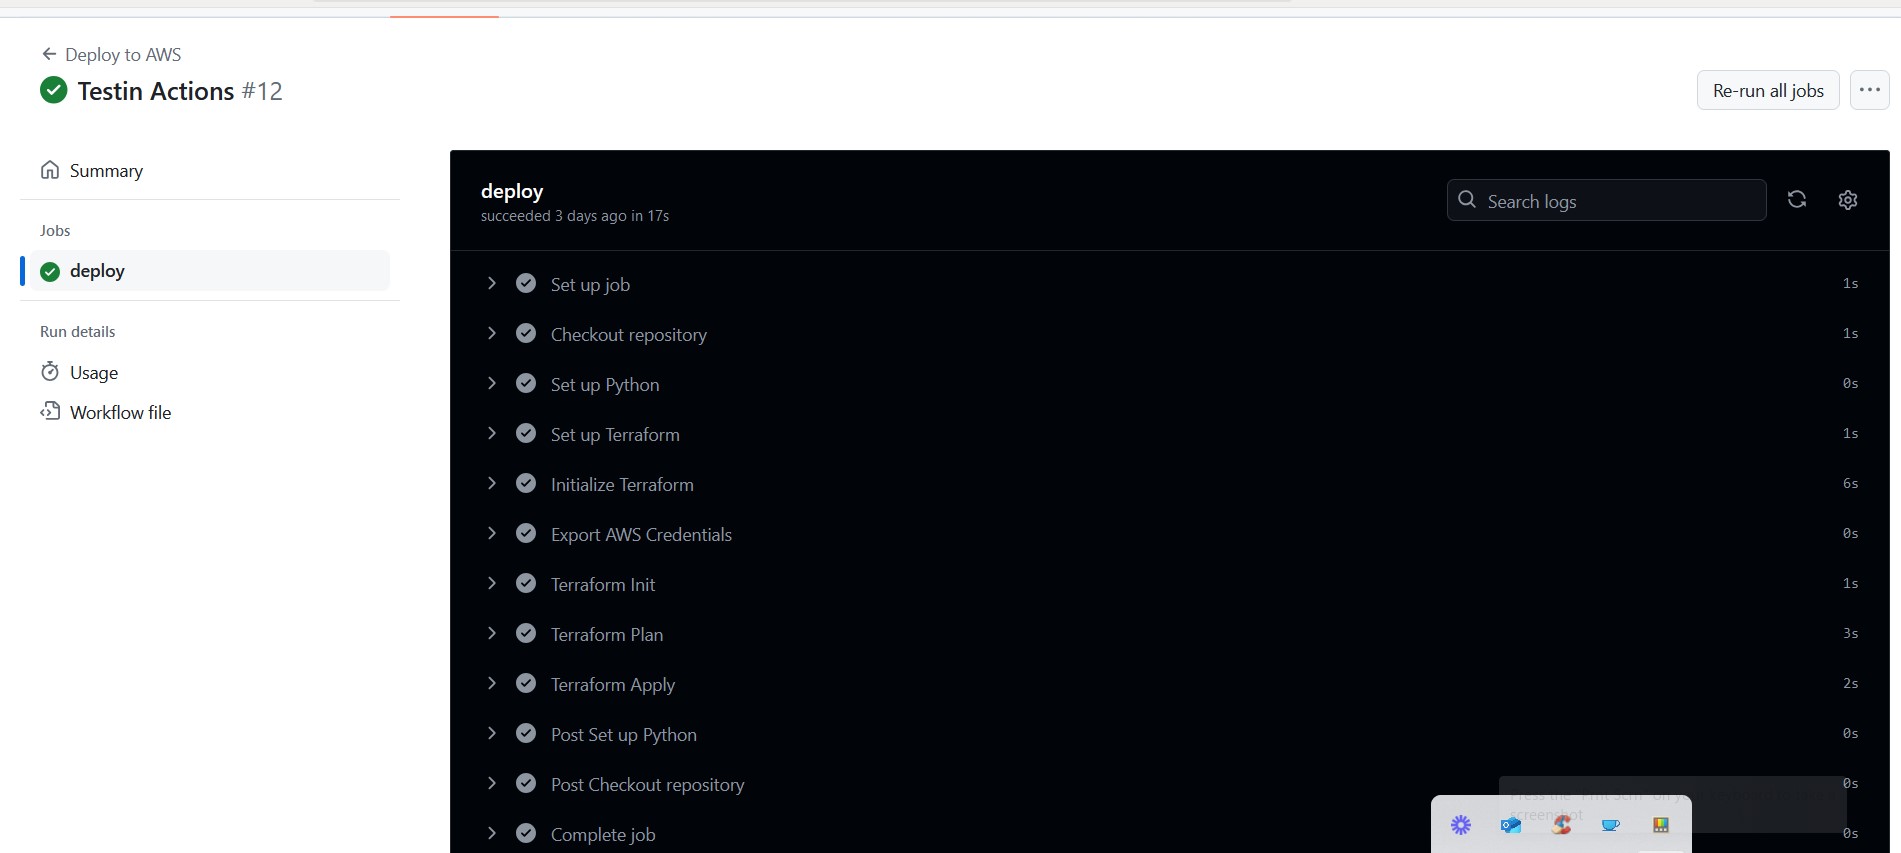 Deploy to AWS
Testin Actions #12
Re-run all jobs
Summary
Jobs
deploy
Run details
Usage
Workflow file
deploy
succeeded 3 days ago in 17s
Search logs
Set up job 1s
Checkout repository 1s
Set up Python 0s
Set up Terraform 1s
Initialize Terraform 6s
Export AWS Credentials 0s
Terraform Init 1s
Terraform Plan 3s
Terraform Apply 2s
Post Set up Python 0s
Post Checkout repository 0s
Complete job 0s
Press the
screenshot